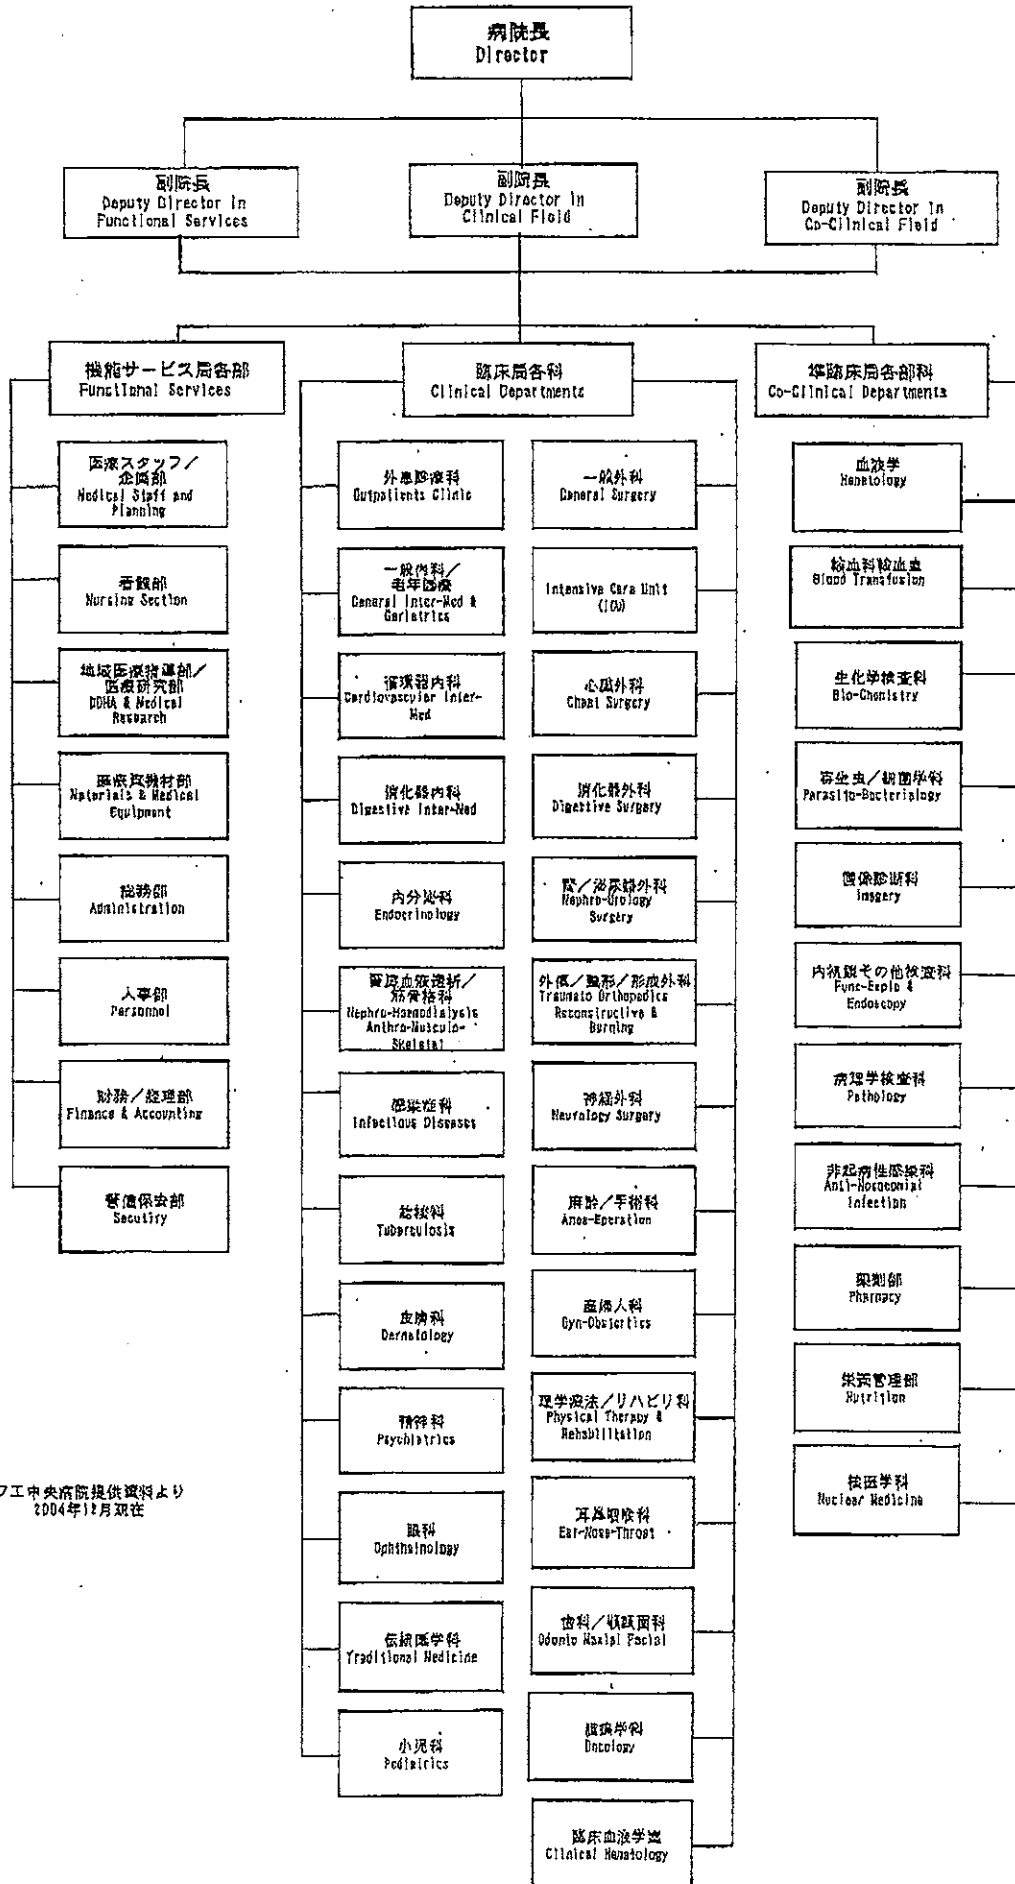 病院長
Director
副院長
Deputy Director in
Functional Services
副院長
Deputy Director in
Clinical Field
副院長
Deputy Director in
Co-Clinical Field
機能サービス局各部
Functional Services
臨床局各科
Clinical Departments
準臨床局各部科
Co-Clinical Departments
医療スタッフ/
企画部
Medical Staff and
Planning
看護部
Nursing Section
地域医療指導部/
医療研究部
DOHA & Medical
Research
医療資機材部
Materials & Medical
Equipment
総務部
Administration
人事部
Personnel
財務/経理部
Finance & Accounting
警備保安部
Secutiry
外来診療科
Outpatients Clinic
一般内科/
老年医療
General Inter-Med &
Geriatrics
循環器内科
Cardiovascular Inter-
Med
消化器内科
Digestive Inter-Med
内分泌科
Endocrinology
腎臓血液透析/
筋骨格科
Nephro-Haemodialysis
Anthro-Musculo-
Skeletal
感染症科
Infectious Diseases
結核科
Tuberculosis
皮膚科
Dermatology
精神科
Psychiatrics
眼科
Ophthalmology
伝統医学科
Traditional Medicine
小児科
Pediatrics
一般外科
General Surgery
Intensive Care Unit
(ICU)
心臓外科
Chest Surgery
消化器外科
Digestive Surgery
腎/泌尿器外科
Nephro-Urology
Surgery
外傷/整形/形成外科
Traumato Orthopedics
Reconstructive &
Burning
神経外科
Neurology Surgery
麻酔/手術科
Anes-Eperation
産婦人科
Gyn-Obsjertics
理学療法/リハビリ科
Physical Therapy &
Rehabilitation
耳鼻咽喉科
Ear-Nose-Throat
歯科/顎顔面科
Odonto Maxial Facial
腫瘍学科
Oncology
臨床血液学室
Clinical Hematology
血液学
Hematology
輸血科輸血室
Blood Transfusion
生化学検査科
Bio-Chemistry
寄生虫/細菌学科
Parasito-Bacteriology
画像診断科
Imagery
内視鏡その他検査科
Func-Explo &
Endoscopy
病理学検査科
Pathology
非起病性感染科
Anti-Nosocomial
Infection
薬剤部
Pharmacy
栄養管理部
Nutrition
核医学科
Nuclear Medicine
フエ中央病院提供資料より
2004年12月現在